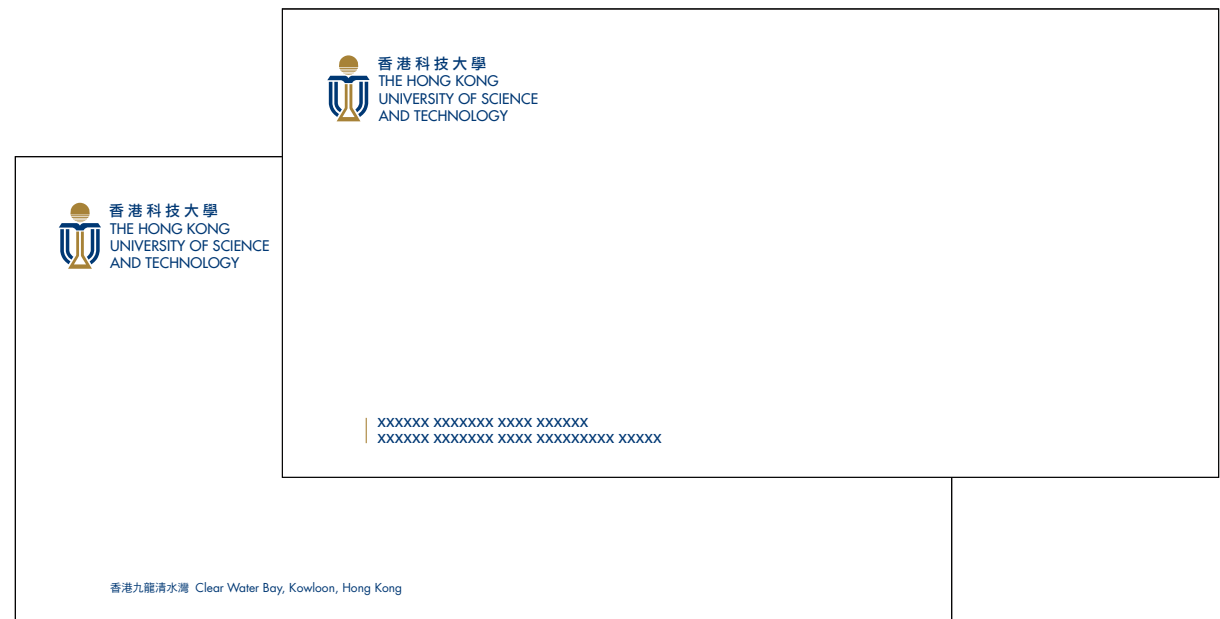 香港科技大學
THE HONG KONG
UNIVERSITY OF SCIENCE
AND TECHNOLOGY
XXXXXX XXXXXXX XXXX XXXXXX
XXXXXX XXXXXXX XXXX XXXXXXXXX XXXXX
香港科技大學
THE HONG KONG
UNIVERSITY OF SCIENCE
AND TECHNOLOGY
香港九龍清水灣 Clear Water Bay, Kowloon, Hong Kong